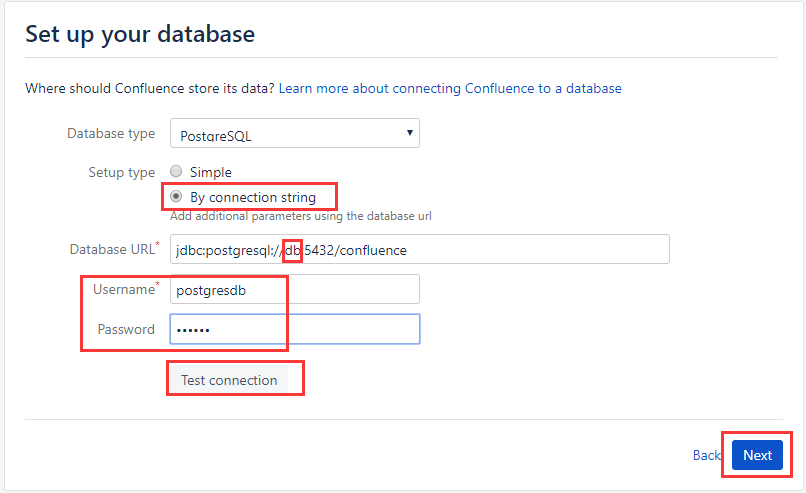 Set up your database
Where should Confluence store its data? Learn more about connecting Confluence to a database
Database type PostgreSQL
Setup type Simple
By connection string
Add additional parameters using the database url
Database URL* jdbc:postgresql://db:5432/confluence
Username* postgresdb
Password ••••••
Test connection
Back Next